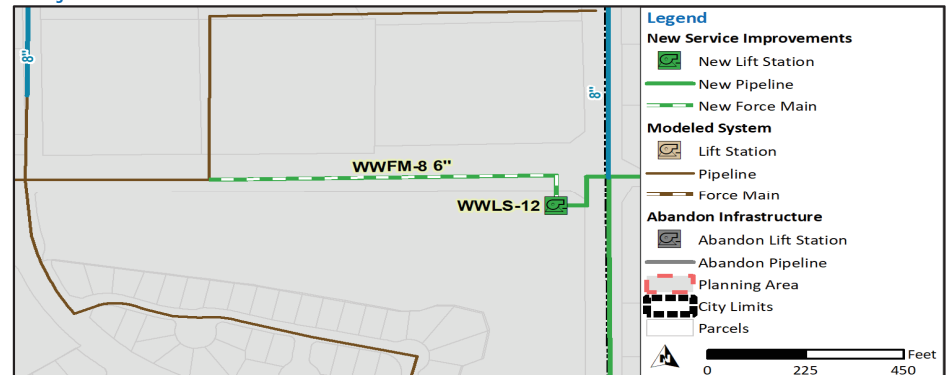 8"
8"
WWFM-8 6"
WWLS-12
Legend
New Service Improvements
New Lift Station
New Pipeline
New Force Main
Modeled System
Lift Station
Pipeline
Force Main
Abandon Infrastructure
Abandon Lift Station
Abandon Pipeline
Planning Area
City Limits
Parcels
N
Feet
0 225 450